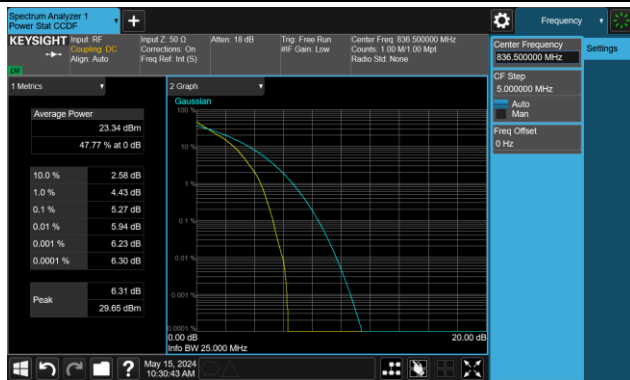 Spectrum Analyzer 1
Power Stat CCDF
Frequency
KEYSIGHT
Input: RF
Coupling: DC
Align: Auto
Input Z: 50 Ω
Corrections: On
Freq Ref: Int (S)
Atten: 18 dB
Trig: Free Run
#IF Gain: Low
Center Freq: 836.500000 MHz
Counts: 1.00 M/1.00 Mpt
Radio Std: None
Center Frequency
836.500000 MHz
Settings
CF Step
5.000000 MHz
Auto
Man
Freq Offset
0 Hz
1 Metrics
Average Power
23.34 dBm
47.77 % at 0 dB
10.0 % 2.58 dB
1.0 % 4.43 dB
0.1 % 5.27 dB
0.01 % 5.94 dB
0.001 % 6.23 dB
0.0001 % 6.30 dB
Peak
6.31 dB
29.65 dBm
2 Graph
Gaussian
100 %
10 %
1 %
0.1 %
0.01 %
0.001 %
0.0001 %
0.00 dB
20.00 dB
Info BW 25.000 MHz
May 15, 2024
10:30:43 AM